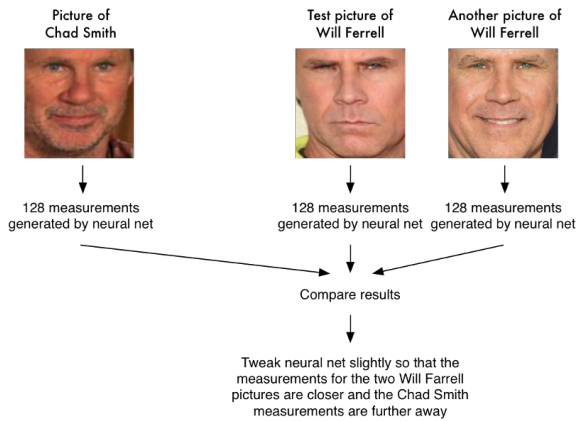 Picture of
Chad Smith
Test picture of
Will Ferrell
Another picture of
Will Ferrell
128 measurements
generated by neural net
128 measurements
generated by neural net
128 measurements
generated by neural net
Compare results
Tweak neural net slightly so that the
measurements for the two Will Farrell
pictures are closer and the Chad Smith
measurements are further away